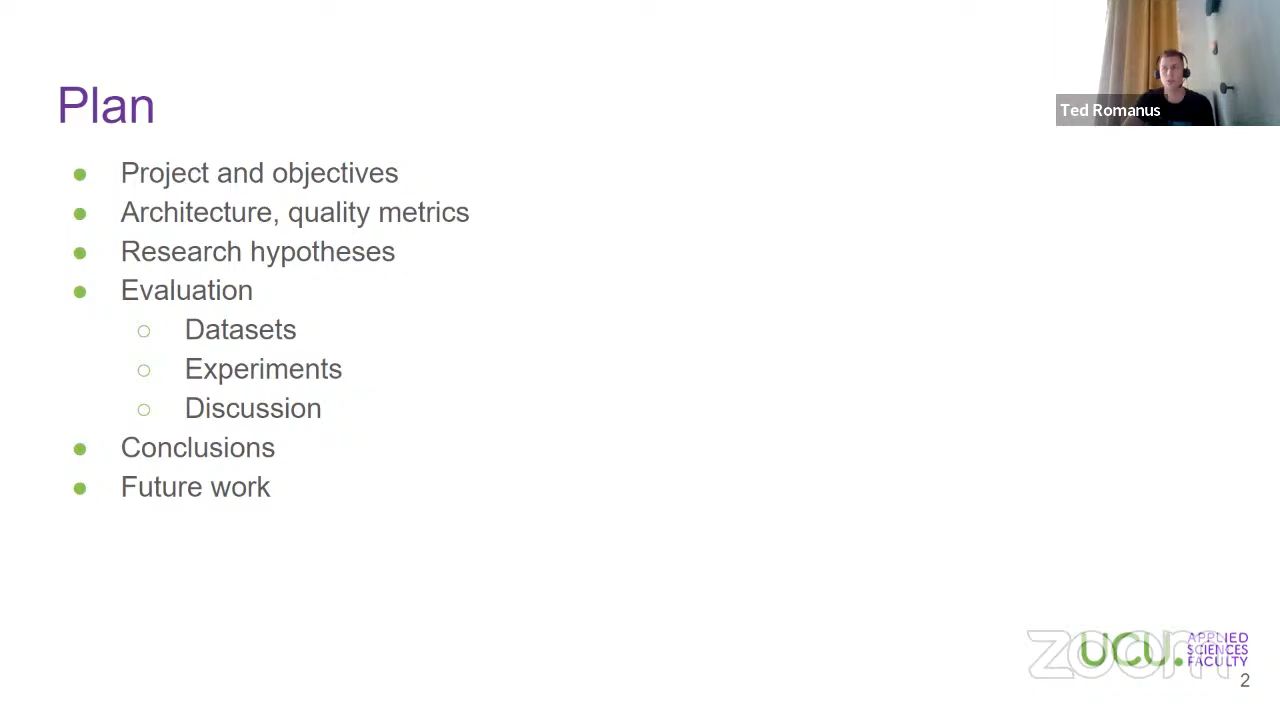 Plan
Ted Romanus
● Project and objectives
● Architecture, quality metrics
● Research hypotheses
● Evaluation
○ Datasets
○ Experiments
○ Discussion
● Conclusions
● Future work
zoom
UCU.
APPLIED
SCIENCES
FACULTY
2